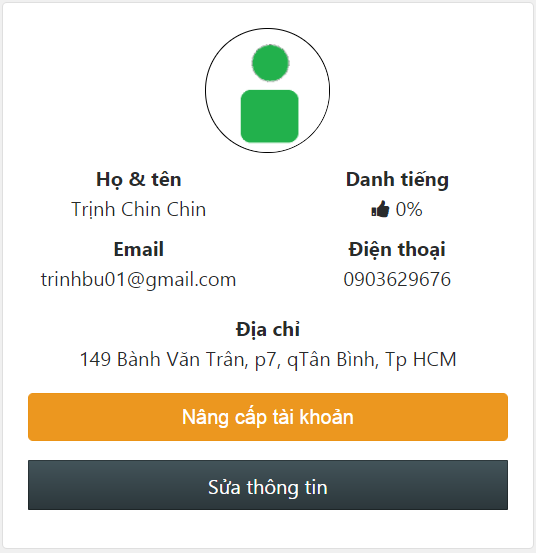 Họ & tên
Danh tiếng
Trịnh Chin Chin
0%
Email
Điện thoại
trinhbu01@gmail.com
0903629676
Địa chỉ
149 Bành Văn Trân, p7, qTân Bình, Tp HCM
Nâng cấp tài khoản
Sửa thông tin